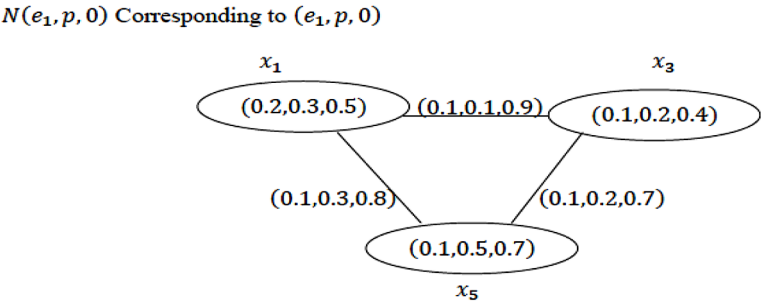 N(e₁, p, 0) Corresponding to (e₁, p, 0)
x₁ x₃
(0.2,0.3,0.5) (0.1,0.1,0.9) (0.1,0.2,0.4)
(0.1,0.3,0.8) (0.1,0.2,0.7)
(0.1,0.5,0.7)
x₅